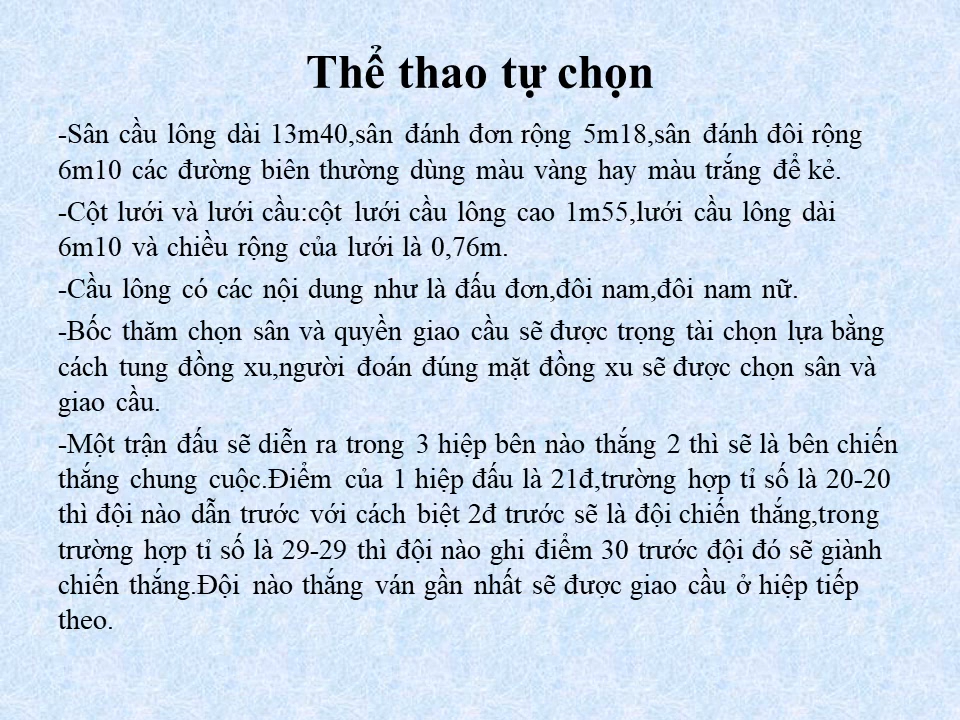 Thể thao tự chọn
-Sân cầu lông dài 13m40,sân đánh đơn rộng 5m18,sân đánh đôi rộng
6m10 các đường biên thường dùng màu vàng hay màu trắng để kẻ.
-Cột lưới và lưới cầu:cột lưới cầu lông cao 1m55,lưới cầu lông dài
6m10 và chiều rộng của lưới là 0,76m.
-Cầu lông có các nội dung như là đấu đơn,đôi nam,đôi nam nữ.
-Bốc thăm chọn sân và quyền giao cầu sẽ được trọng tài chọn lựa bằng
cách tung đồng xu,người đoán đúng mặt đồng xu sẽ được chọn sân và
giao cầu.
-Một trận đấu sẽ diễn ra trong 3 hiệp bên nào thắng 2 thì sẽ là bên chiến
thắng chung cuộc.Điểm của 1 hiệp đấu là 21đ,trường hợp tỉ số là 20-20
thì đội nào dẫn trước với cách biệt 2đ trước sẽ là đội chiến thắng,trong
trường hợp tỉ số là 29-29 thì đội nào ghi điểm 30 trước đội đó sẽ giành
chiến thắng.Đội nào thắng ván gần nhất sẽ được giao cầu ở hiệp tiếp
theo.